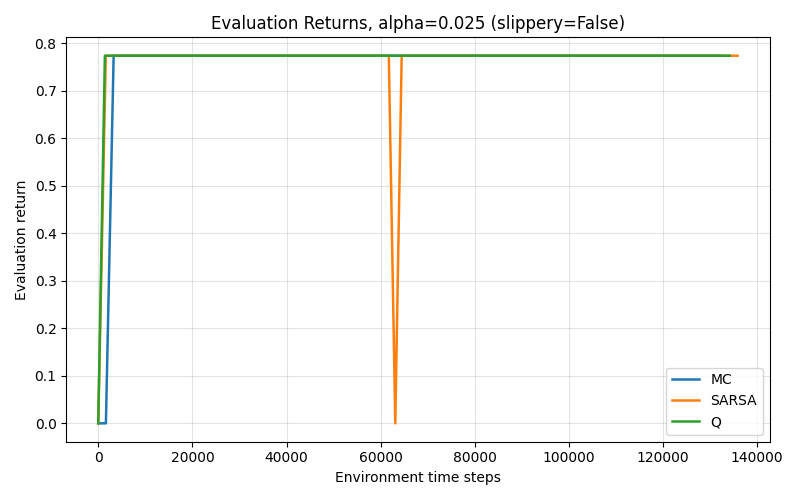 Evaluation Returns, alpha=0.025 (slippery=False)
0.8
0.7
0.6
0.5
0.4
0.3
0.2
0.1
0.0
Evaluation return
MC
SARSA
Q
0 20000 40000 60000 80000 100000 120000 140000
Environment time steps